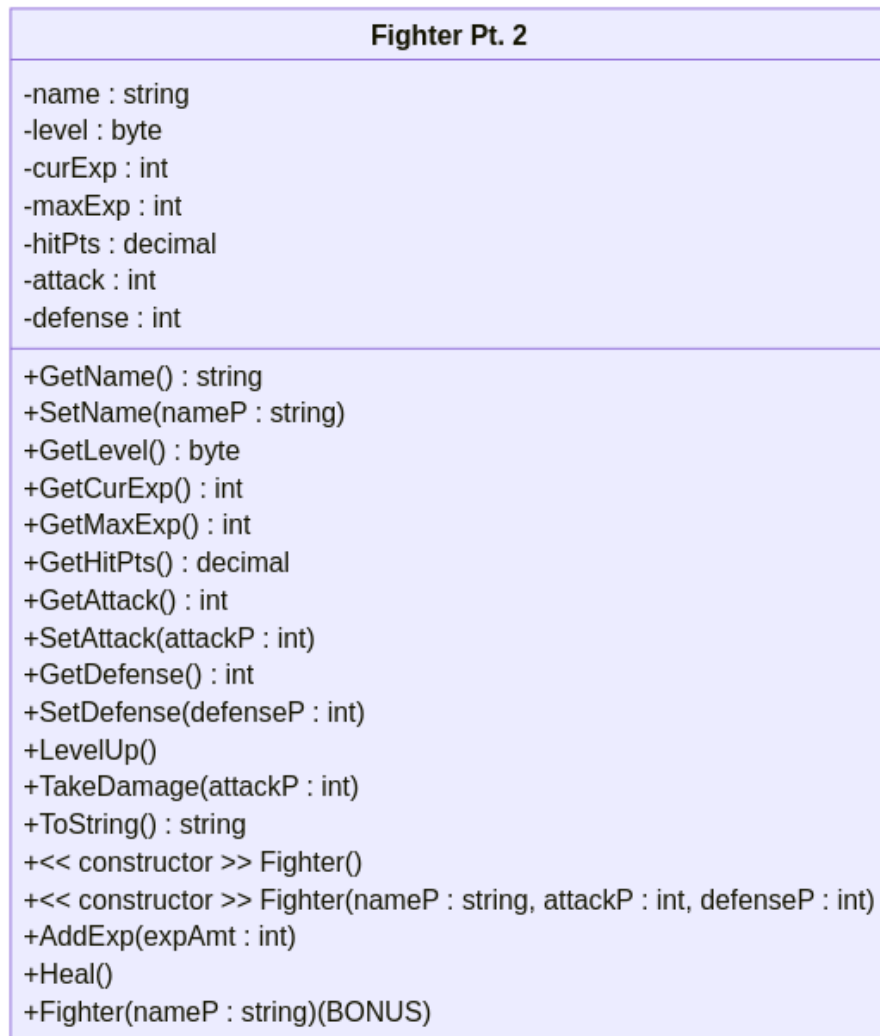 Fighter Pt. 2
-name : string
-level : byte
-curExp : int
-maxExp : int
-hitPts : decimal
-attack : int
-defense : int
+GetName() : string
+SetName(nameP : string)
+GetLevel() : byte
+GetCurExp() : int
+GetMaxExp() : int
+GetHitPts() : decimal
+GetAttack() : int
+SetAttack(attackP : int)
+GetDefense() : int
+SetDefense(defenseP : int)
+LevelUp()
+TakeDamage(attackP : int)
+ToString() : string
+<< constructor >> Fighter()
+<< constructor >> Fighter(nameP : string, attackP : int, defenseP : int)
+AddExp(expAmt : int)
+Heal()
+Fighter(nameP : string)(BONUS)